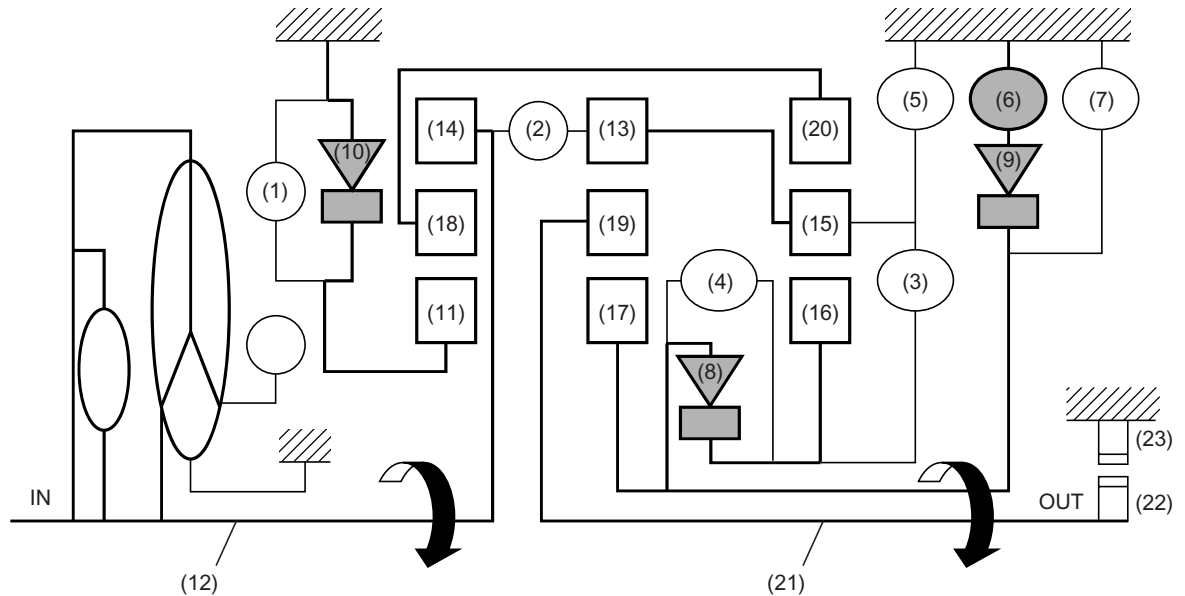 (14) (2) (13) (20) (5) (6) (7)
(10) (9)
(1) (18) (19) (15)
(11) (17) (4) (16) (3)
(8)
(23)
IN OUT (22)
(12) (21)